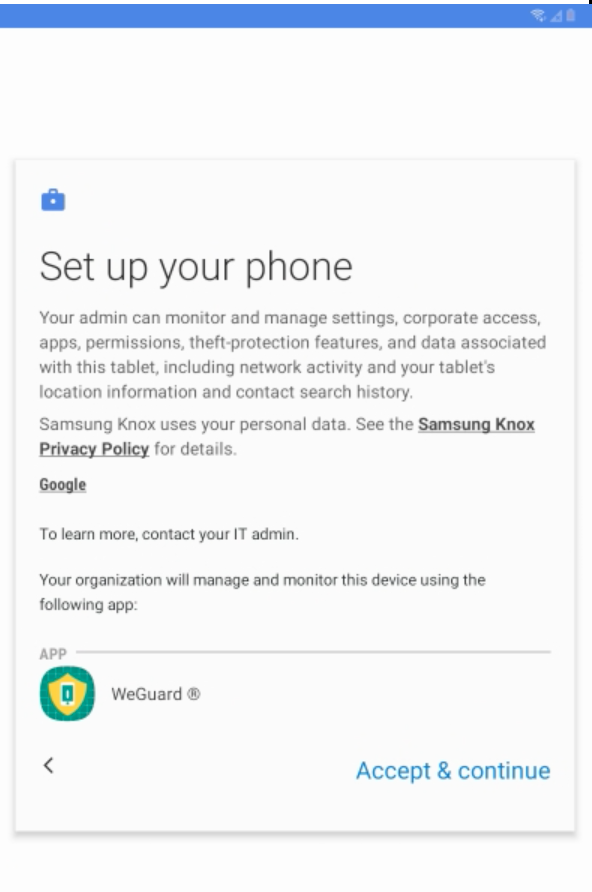 Set up your phone
Your admin can monitor and manage settings, corporate access,
apps, permissions, theft-protection features, and data associated
with this tablet, including network activity and your tablet's
location information and contact search history.
Samsung Knox uses your personal data. See the Samsung Knox
Privacy Policy for details.
Google
To learn more, contact your IT admin.
Your organization will manage and monitor this device using the
following app:
APP
WeGuard ®
Accept & continue